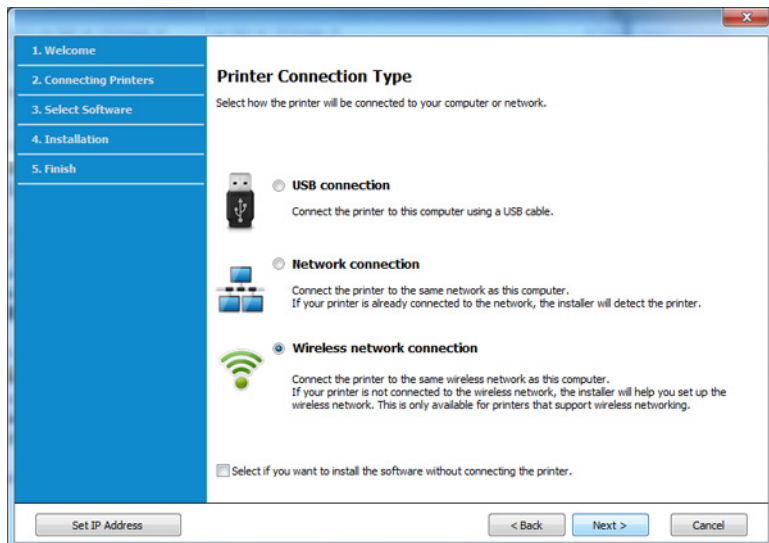 1. Welcome
2. Connecting Printers
3. Select Software
4. Installation
5. Finish
Printer Connection Type
Select how the printer will be connected to your computer or network.
USB connection
Connect the printer to this computer using a USB cable.
Network connection
Connect the printer to the same network as this computer.
If your printer is already connected to the network, the installer will detect the printer.
Wireless network connection
Connect the printer to the same wireless network as this computer.
If your printer is not connected to the wireless network, the installer will help you set up the
wireless network. This is only available for printers that support wireless networking.
Select if you want to install the software without connecting the printer.
Set IP Address
< Back
Next >
Cancel